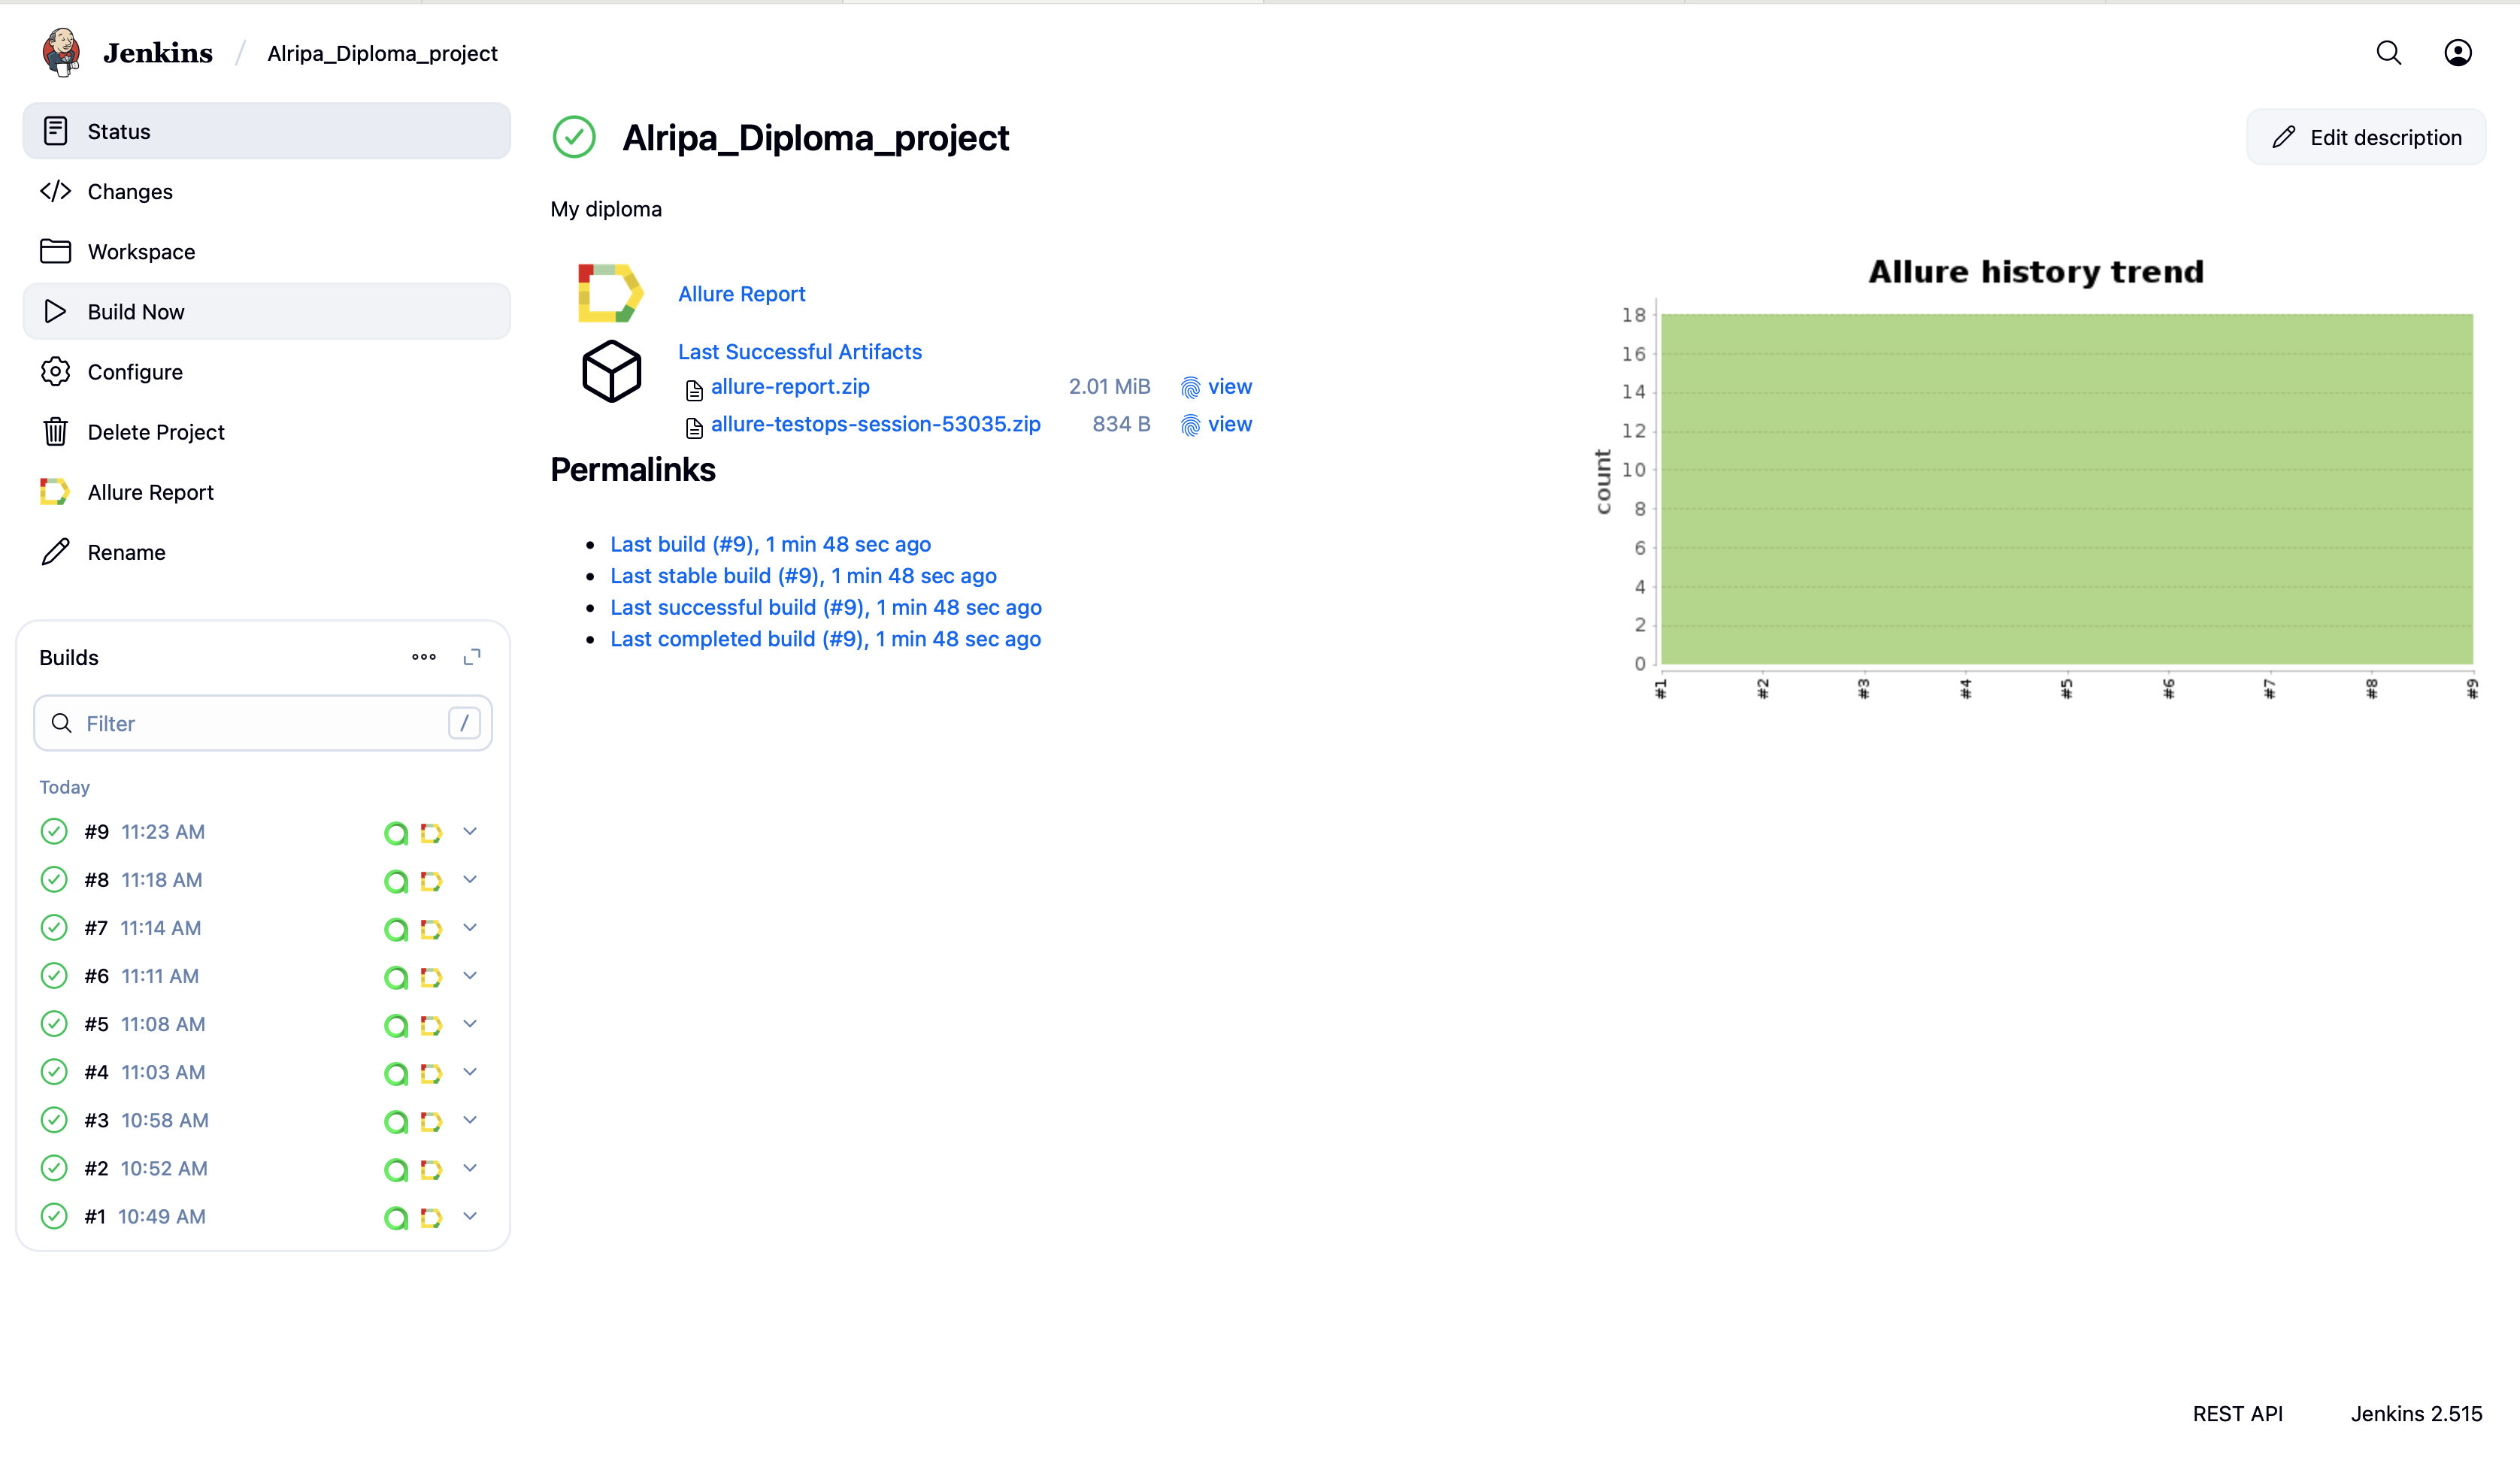 Jenkins / Alripa_Diploma_project
Status
Changes
Workspace
Build Now
Configure
Delete Project
Allure Report
Rename
Builds
Filter /
Today
#9 11:23 AM
#8 11:18 AM
#7 11:14 AM
#6 11:11 AM
#5 11:08 AM
#4 11:03 AM
#3 10:58 AM
#2 10:52 AM
#1 10:49 AM
Alripa_Diploma_project
Edit description
My diploma
Allure Report
Last Successful Artifacts
allure-report.zip 2.01 MiB view
allure-testops-session-53035.zip 834 B view
Permalinks
Last build (#9), 1 min 48 sec ago
Last stable build (#9), 1 min 48 sec ago
Last successful build (#9), 1 min 48 sec ago
Last completed build (#9), 1 min 48 sec ago
Allure history trend
count
18
16
14
12
10
8
6
4
2
0
#1 #2 #3 #4 #5 #6 #7 #8 #9
REST API Jenkins 2.515